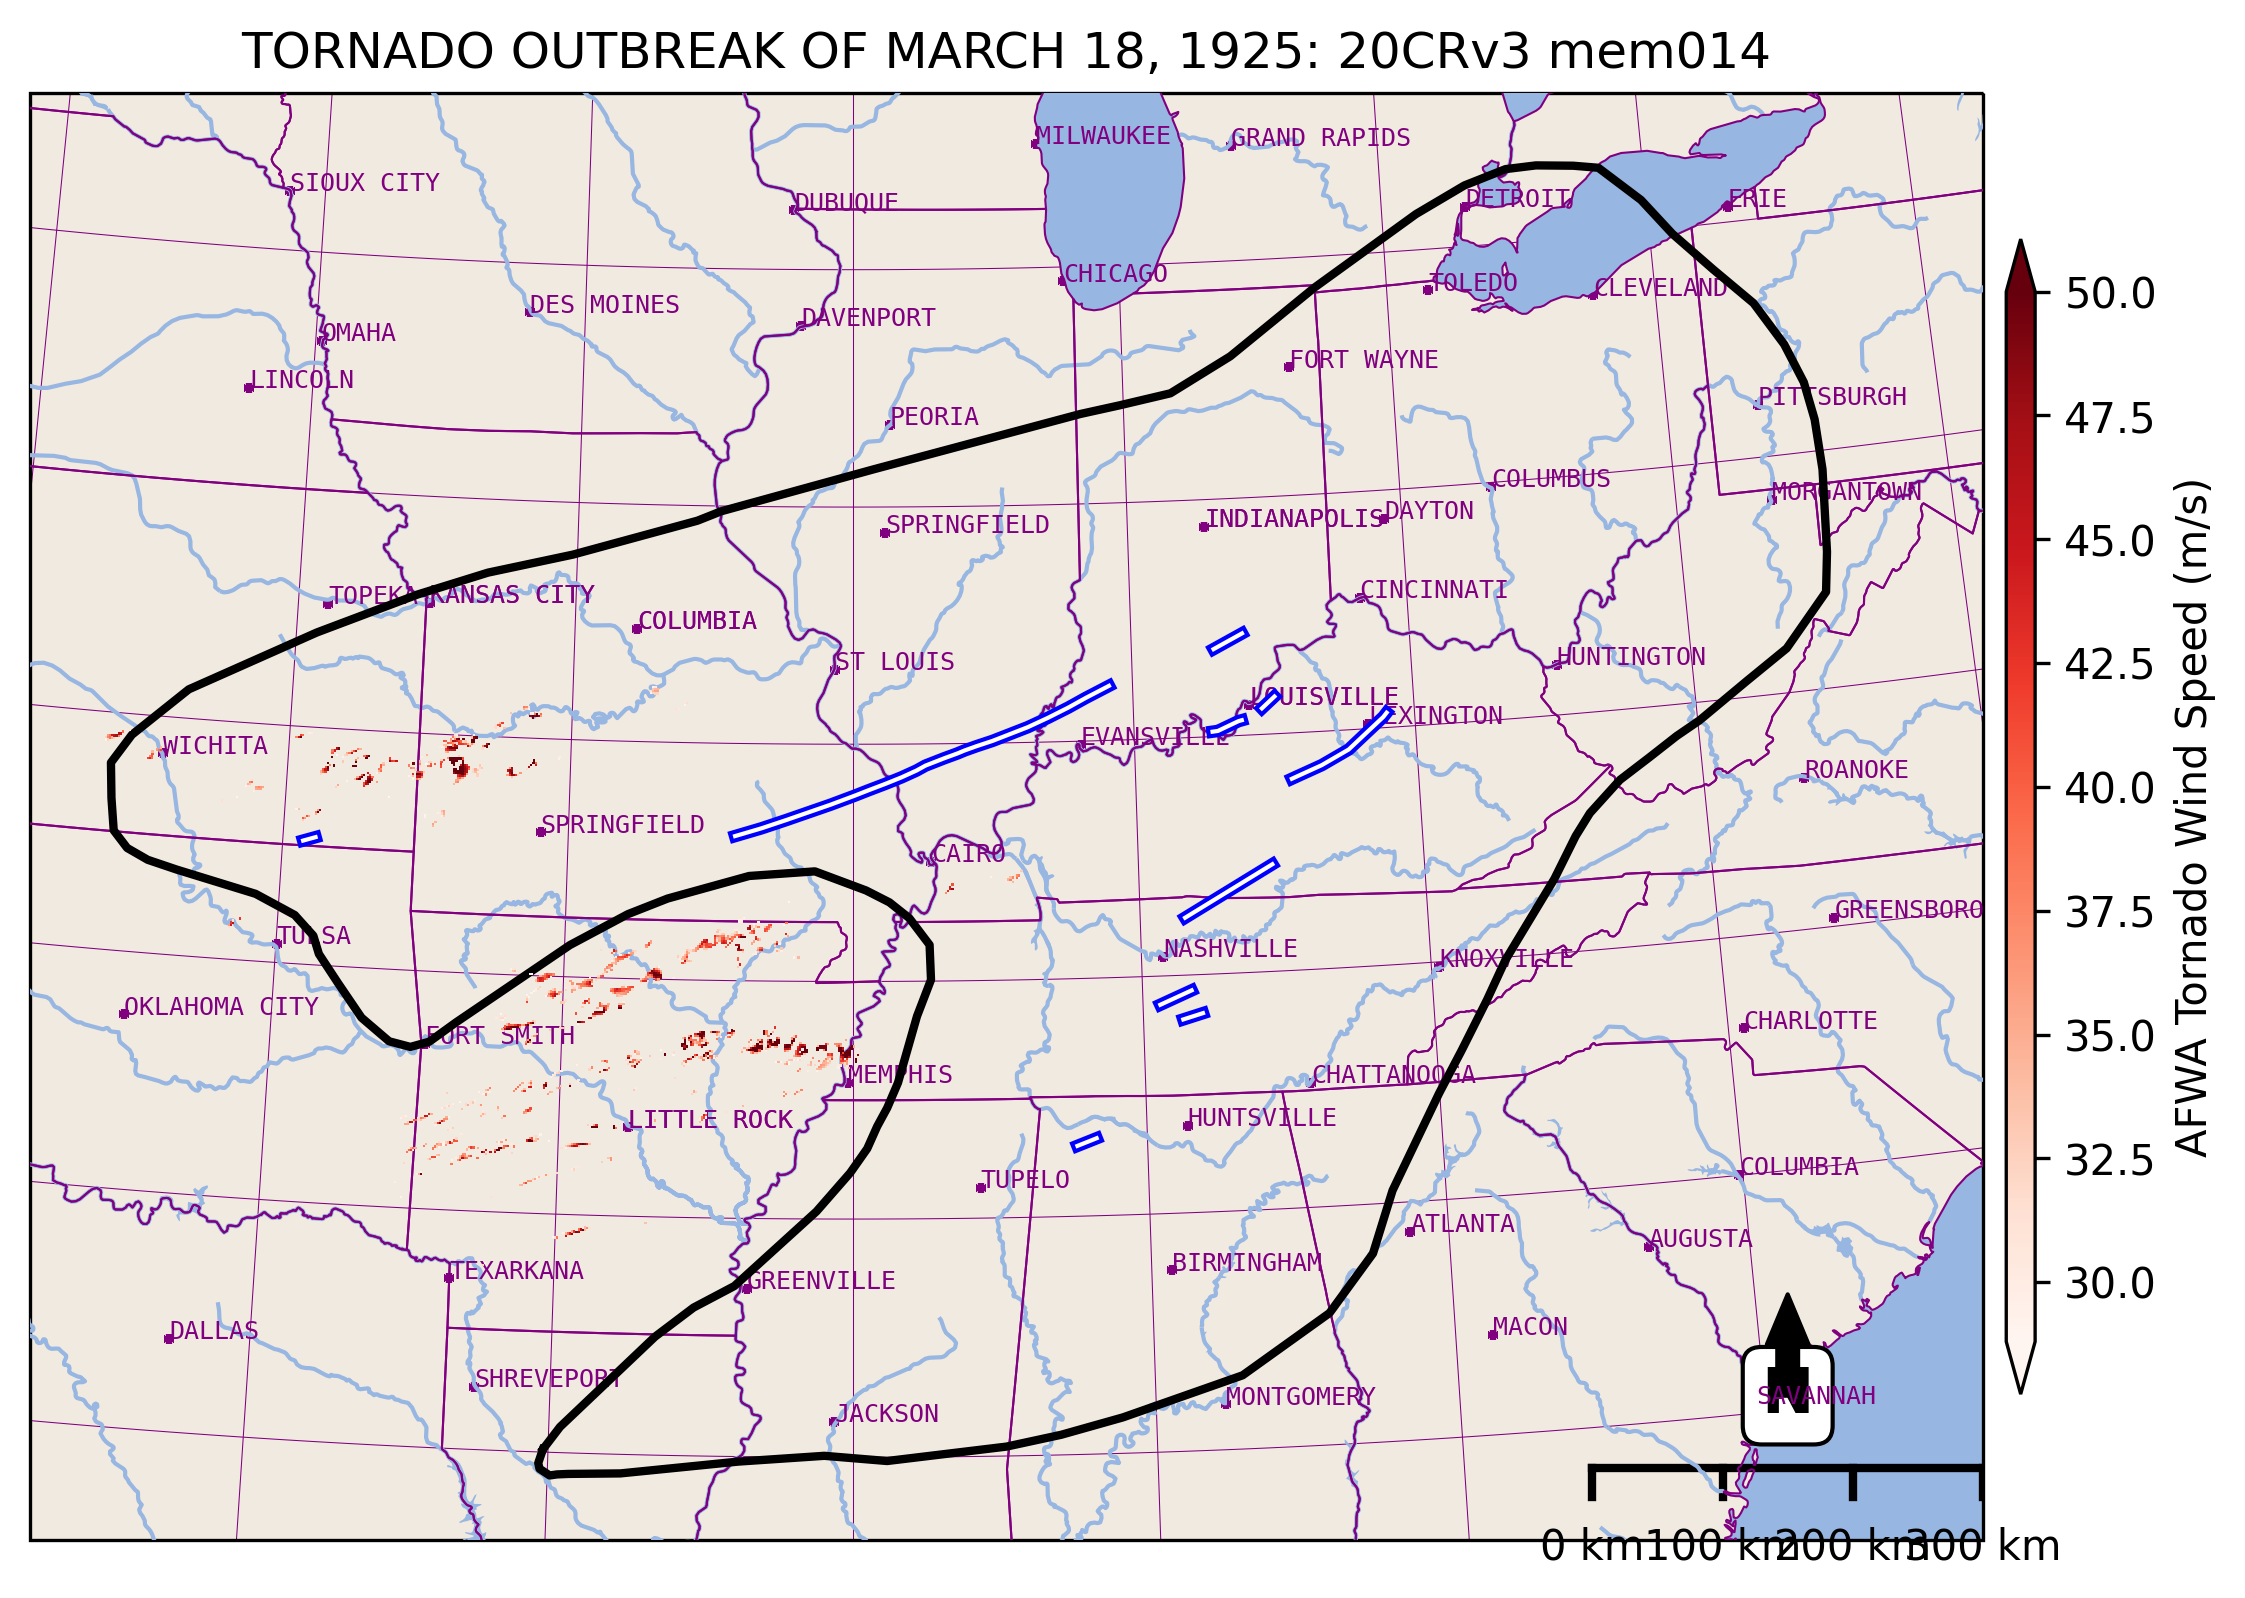 TORNADO OUTBREAK OF MARCH 18, 1925: 20CRv3 mem014
MILWAUKEE
GRAND RAPIDS
SIOUX CITY
DUBUQUE
DETROIT
ERIE
CHICAGO
TOLEDO
CLEVELAND
DES MOINES
DAVENPORT
OMAHA
LINCOLN
FORT WAYNE
PEORIA
PITTSBURGH
COLUMBUS
MORGANTOWN
SPRINGFIELD
INDIANAPOLIS
DAYTON
TOPEKA
KANSAS CITY
CINCINNATI
COLUMBIA
ST LOUIS
HUNTINGTON
LOUISVILLE
LEXINGTON
WICHITA
EVANSVILLE
ROANOKE
SPRINGFIELD
CAIRO
GREENSBORO
TULSA
NASHVILLE
KNOXVILLE
OKLAHOMA CITY
FORT SMITH
CHARLOTTE
MEMPHIS
CHATTANOOGA
LITTLE ROCK
HUNTSVILLE
TUPELO
COLUMBIA
ATLANTA
AUGUSTA
TEXARKANA
GREENVILLE
BIRMINGHAM
DALLAS
MACON
SHREVEPORT
JACKSON
MONTGOMERY
N
SAVANNAH
0 km
100 km
200 km
300 km
50.0
47.5
45.0
42.5
40.0
37.5
35.0
32.5
30.0
AFWA Tornado Wind Speed (m/s)